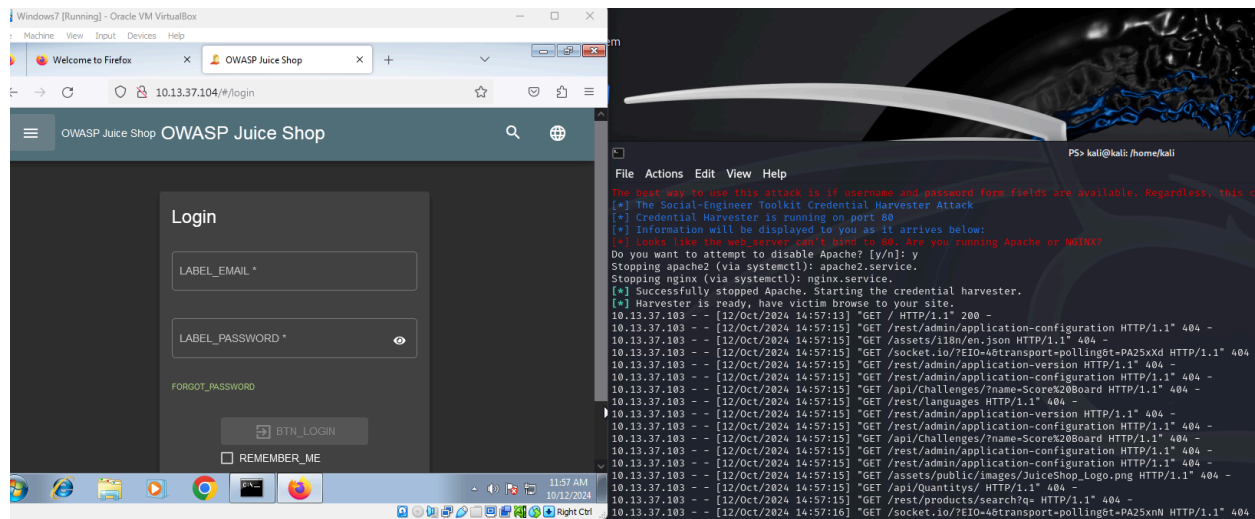 Windows7 [Running] - Oracle VM VirtualBox
Machine View Input Devices Help
Welcome to Firefox
OWASP Juice Shop
10.13.37.104/#/login
OWASP Juice Shop OWASP Juice Shop
Login
LABEL_EMAIL *
LABEL_PASSWORD *
FORGOT_PASSWORD
BTN_LOGIN
REMEMBER_ME
11:57 AM
10/12/2024
Right Ctrl
em
PS> kali@kali: /home/kali
File Actions Edit View Help
The best way to use this attack is if username and password form fields are available. Regardless, this c
[*] The Social-Engineer Toolkit Credential Harvester Attack
[*] Credential Harvester is running on port 80
[*] Information will be displayed to you as it arrives below:
[*] Looks like the web_server can't bind to 80. Are you running Apache or NGINX?
Do you want to attempt to disable Apache? [y/n]: y
Stopping apache2 (via systemctl): apache2.service.
Stopping nginx (via systemctl): nginx.service.
[*] Successfully stopped Apache. Starting the credential harvester.
[*] Harvester is ready, have victim browse to your site.
10.13.37.103 - - [12/Oct/2024 14:57:13] "GET / HTTP/1.1" 200 -
10.13.37.103 - - [12/Oct/2024 14:57:15] "GET /rest/admin/application-configuration HTTP/1.1" 404 -
10.13.37.103 - - [12/Oct/2024 14:57:15] "GET /assets/i18n/en.json HTTP/1.1" 404 -
10.13.37.103 - - [12/Oct/2024 14:57:15] "GET /socket.io/?EIO=4&transport=polling&t=PA25xXd HTTP/1.1" 404
10.13.37.103 - - [12/Oct/2024 14:57:15] "GET /rest/admin/application-version HTTP/1.1" 404 -
10.13.37.103 - - [12/Oct/2024 14:57:15] "GET /rest/admin/application-configuration HTTP/1.1" 404 -
10.13.37.103 - - [12/Oct/2024 14:57:15] "GET /api/Challenges/?name=Score%20Board HTTP/1.1" 404 -
10.13.37.103 - - [12/Oct/2024 14:57:15] "GET /rest/languages HTTP/1.1" 404 -
10.13.37.103 - - [12/Oct/2024 14:57:15] "GET /rest/admin/application-version HTTP/1.1" 404 -
10.13.37.103 - - [12/Oct/2024 14:57:15] "GET /rest/admin/application-configuration HTTP/1.1" 404 -
10.13.37.103 - - [12/Oct/2024 14:57:15] "GET /api/Challenges/?name=Score%20Board HTTP/1.1" 404 -
10.13.37.103 - - [12/Oct/2024 14:57:15] "GET /rest/admin/application-configuration HTTP/1.1" 404 -
10.13.37.103 - - [12/Oct/2024 14:57:15] "GET /rest/admin/application-configuration HTTP/1.1" 404 -
10.13.37.103 - - [12/Oct/2024 14:57:15] "GET /assets/public/images/JuiceShop_Logo.png HTTP/1.1" 404 -
10.13.37.103 - - [12/Oct/2024 14:57:15] "GET /api/Quantitys/ HTTP/1.1" 404 -
10.13.37.103 - - [12/Oct/2024 14:57:15] "GET /rest/products/search?q= HTTP/1.1" 404 -
10.13.37.103 - - [12/Oct/2024 14:57:16] "GET /socket.io/?EIO=4&transport=polling&t=PA25xnN HTTP/1.1" 404